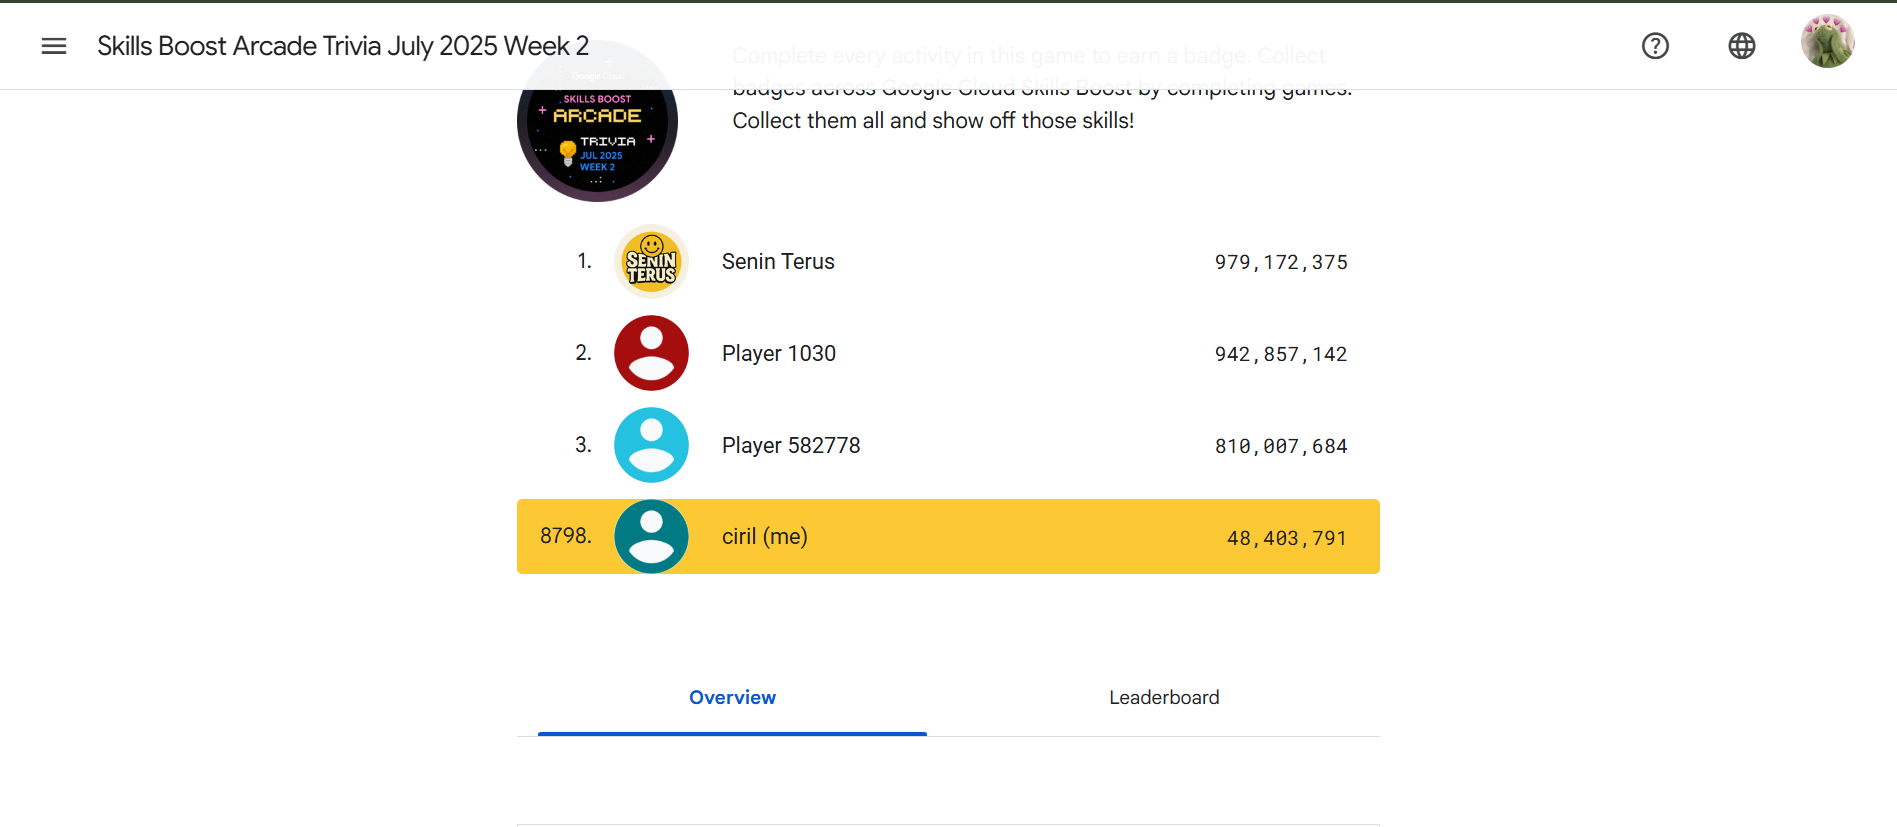 Skills Boost Arcade Trivia July 2025 Week 2
Complete every activity in this game to earn a badge. Collect
badges across Google Cloud Skills Boost by completing games.
Collect them all and show off those skills!
Google Cloud
SKILLS BOOST
ARCADE
TRIVIA
JUL 2025
WEEK 2
1.
SENIN
TERUS
Senin Terus
979,172,375
2.
Player 1030
942,857,142
3.
Player 582778
810,007,684
8798.
ciril (me)
48,403,791
Overview
Leaderboard